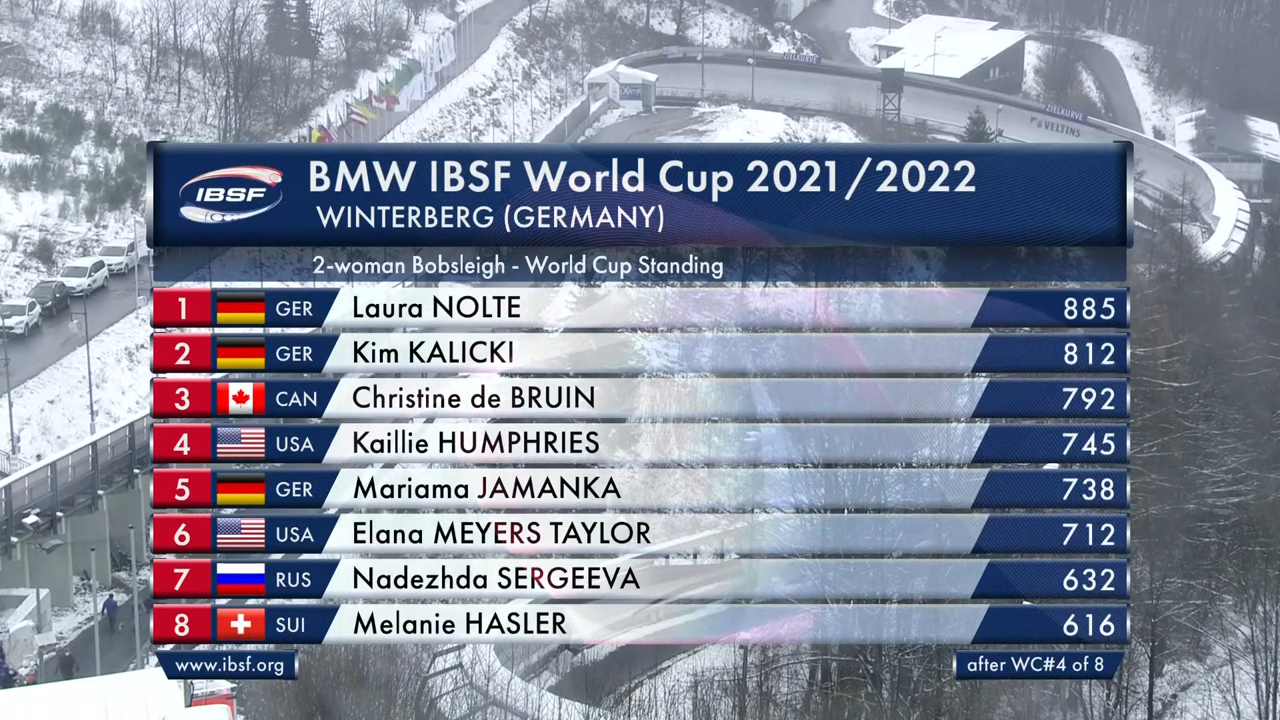 ZIELKURVE
ZIELKURVE
VELTINS
IBSF
BMW IBSF World Cup 2021/2022
WINTERBERG (GERMANY)
2-woman Bobsleigh - World Cup Standing
1 GER Laura NOLTE 885
2 GER Kim KALICKI 812
3 CAN Christine de BRUIN 792
4 USA Kaillie HUMPHRIES 745
5 GER Mariama JAMANKA 738
6 USA Elana MEYERS TAYLOR 712
7 RUS Nadezhda SERGEEVA 632
8 SUI Melanie HASLER 616
www.ibsf.org
after WC#4 of 8